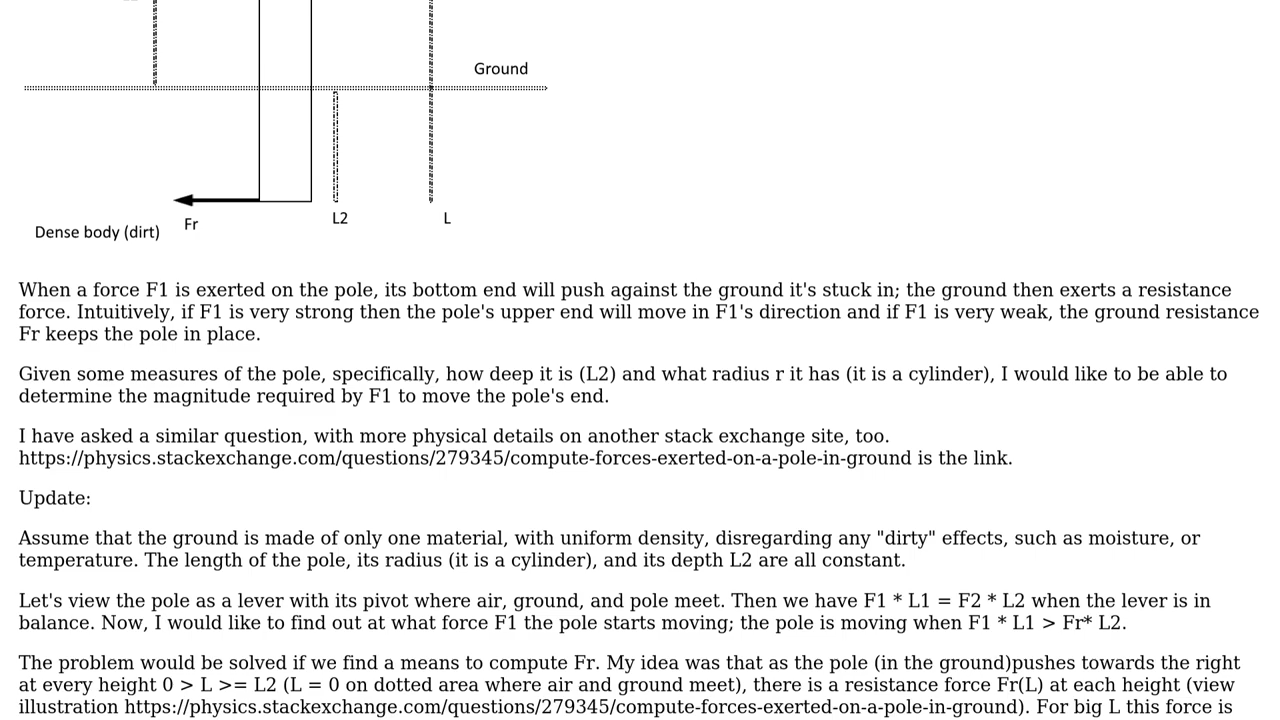 Ground
L2
L
Fr
Dense body (dirt)
When a force F1 is exerted on the pole, its bottom end will push against the ground it's stuck in; the ground then exerts a resistance
force. Intuitively, if F1 is very strong then the pole's upper end will move in F1's direction and if F1 is very weak, the ground resistance
Fr keeps the pole in place.
Given some measures of the pole, specifically, how deep it is (L2) and what radius r it has (it is a cylinder), I would like to be able to
determine the magnitude required by F1 to move the pole's end.
I have asked a similar question, with more physical details on another stack exchange site, too.
https://physics.stackexchange.com/questions/279345/compute-forces-exerted-on-a-pole-in-ground is the link.
Update:
Assume that the ground is made of only one material, with uniform density, disregarding any "dirty" effects, such as moisture, or
temperature. The length of the pole, its radius (it is a cylinder), and its depth L2 are all constant.
Let's view the pole as a lever with its pivot where air, ground, and pole meet. Then we have F1 * L1 = F2 * L2 when the lever is in
balance. Now, I would like to find out at what force F1 the pole starts moving; the pole is moving when F1 * L1 > Fr* L2.
The problem would be solved if we find a means to compute Fr. My idea was that as the pole (in the ground)pushes towards the right
at every height 0 > L >= L2 (L = 0 on dotted area where air and ground meet), there is a resistance force Fr(L) at each height (view
illustration https://physics.stackexchange.com/questions/279345/compute-forces-exerted-on-a-pole-in-ground). For big L this force is